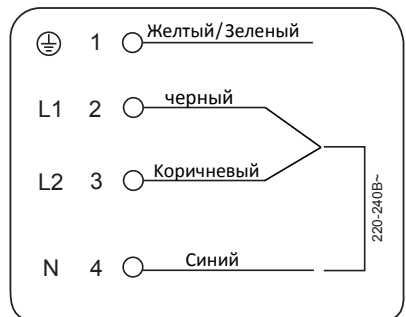 1 Желтый/Зеленый
L1 2 черный
L2 3 Коричневый
N 4 Синий
220-240В~